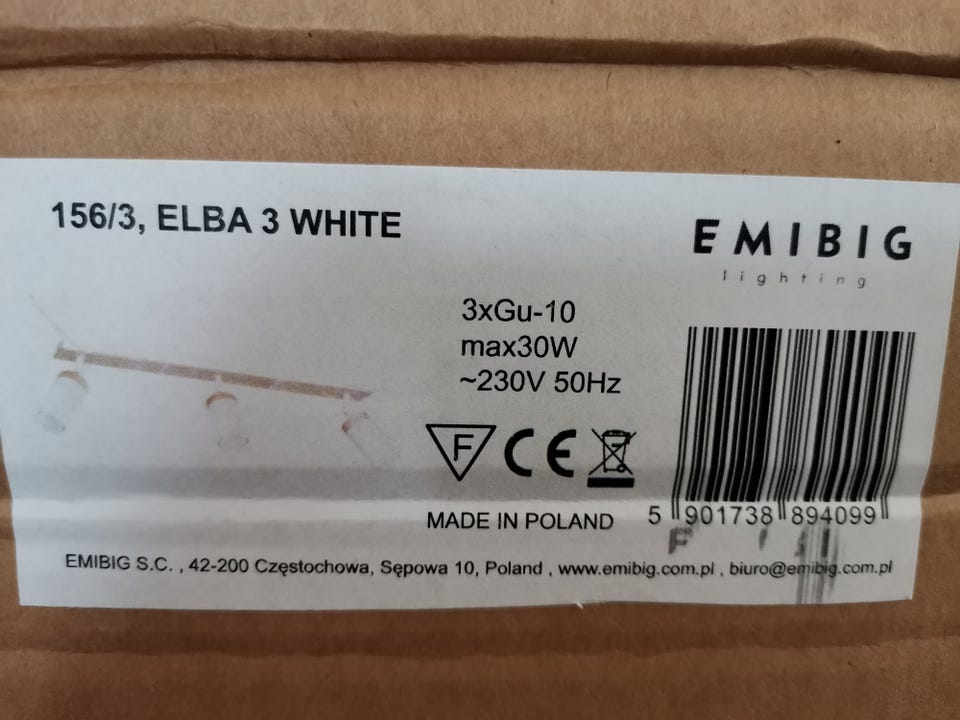 156/3, ELBA 3 WHITE
EMIBIG
lighting
3xGu-10
max30W
~230V 50Hz
F CE
MADE IN POLAND
5 901738 894099
EMIBIG S.C. , 42-200 Częstochowa, Sępowa 10, Poland , www.emibig.com.pl , biuro@emibig.com.pl